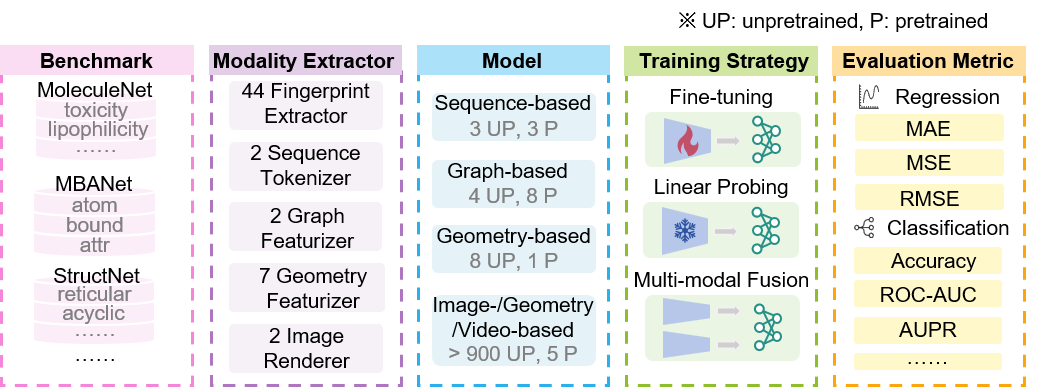 ※ UP: unpretrained, P: pretrained
Benchmark
MoleculeNet
toxicity
lipophilicity
......
MBANet
atom
bound
attr
StructNet
reticular
acyclic
......
......
Modality Extractor
44 Fingerprint
Extractor
2 Sequence
Tokenizer
2 Graph
Featurizer
7 Geometry
Featurizer
2 Image
Renderer
Model
Sequence-based
3 UP, 3 P
Graph-based
4 UP, 8 P
Geometry-based
8 UP, 1 P
Image-/Geometry
/Video-based
> 900 UP, 5 P
Training Strategy
Fine-tuning
Linear Probing
Multi-modal Fusion
Evaluation Metric
Regression
MAE
MSE
RMSE
Classification
Accuracy
ROC-AUC
AUPR
......